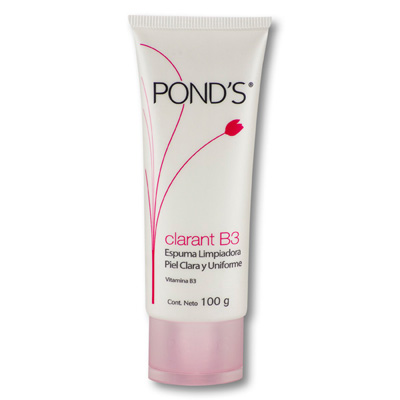 POND'S®
clarant B3
Espuma Limpiadora
Piel Clara y Uniforme
Vitamina B3
Cont. Neto 100 g